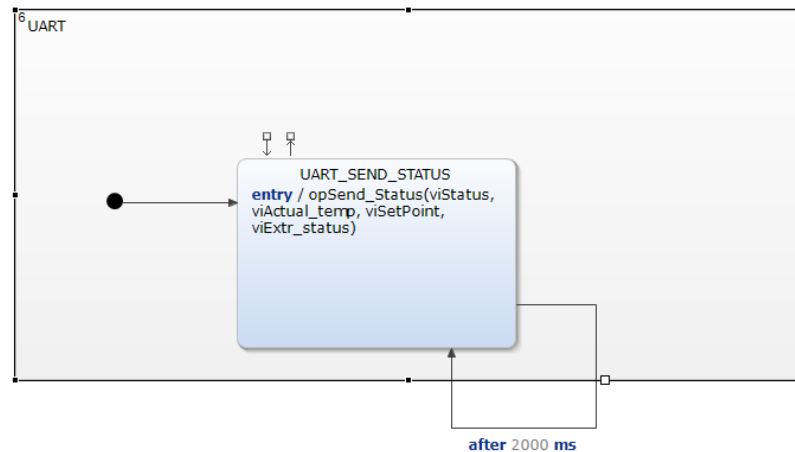 6
UART
UART_SEND_STATUS
entry / opSend_Status(viStatus,
viActual_temp, viSetPoint,
viExtr_status)
after 2000 ms